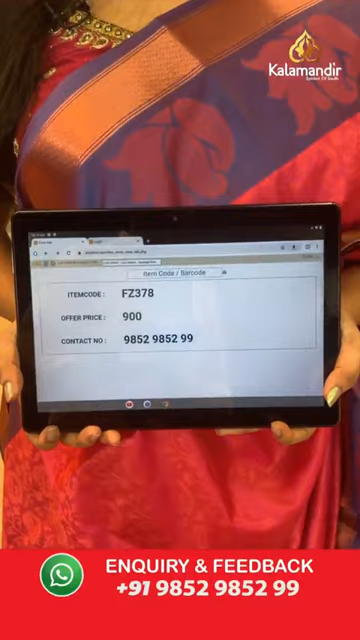 Kalamandir
Item Code / Barcode
ITEMCODE : FZ378
OFFER PRICE : 900
CONTACT NO : 9852 9852 99
ENQUIRY & FEEDBACK
+91 9852 9852 99